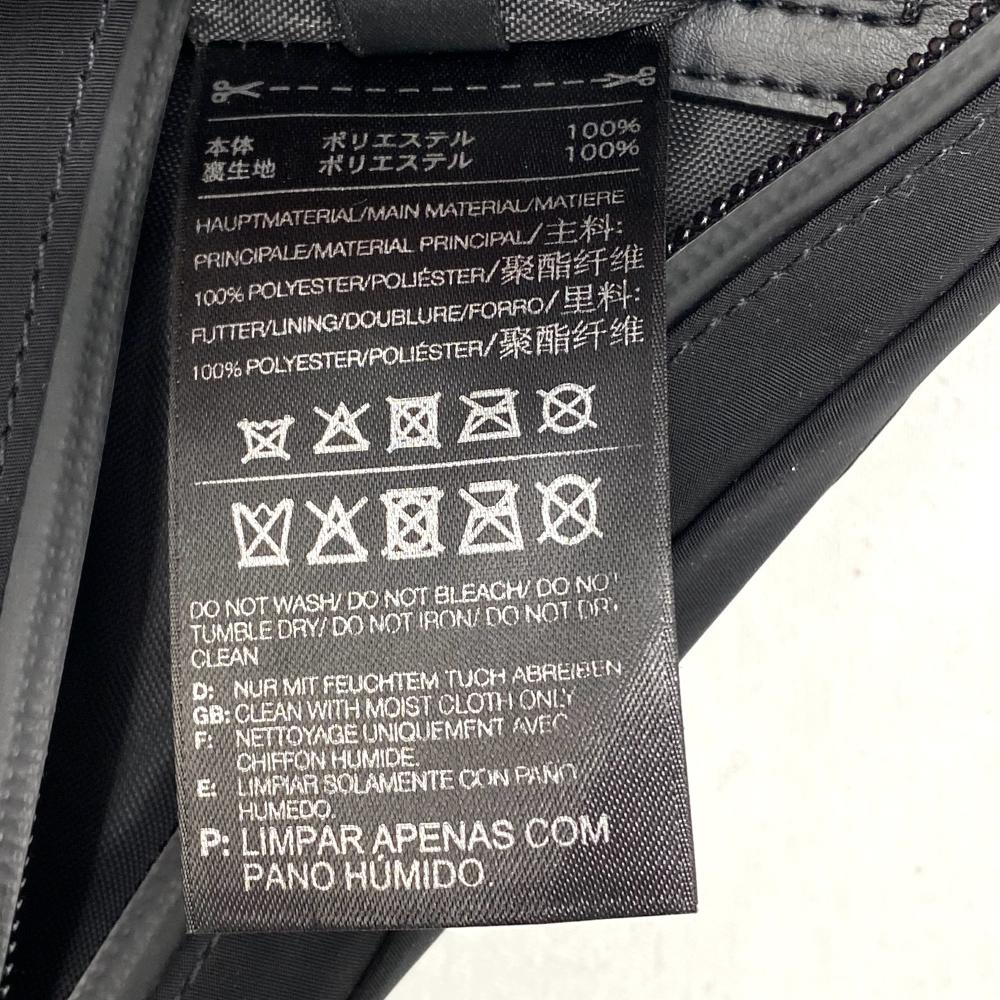 本体 ポリエステル 100%
裏生地 ポリエステル 100%
HAUPTMATERIAL/MAIN MATERIAL/MATIERE
PRINCIPALE/MATERIAL PRINCIPAL/主料:
100% POLYESTER/POLIÉSTER/聚酯纤维
FUTTER/LINING/DOUBLURE/FORRO/里料:
100% POLYESTER/POLIÉSTER/聚酯纤维
DO NOT WASH/ DO NOT BLEACH/ DO NOT
TUMBLE DRY/ DO NOT IRON/ DO NOT DRY
CLEAN
D: NUR MIT FEUCHTEM TUCH ABREIBEN
GB: CLEAN WITH MOIST CLOTH ONLY
F: NETTOYAGE UNIQUEMENT AVEC
CHIFFON HUMIDE
E: LIMPIAR SOLAMENTE CON PAÑO
HUMEDO.
P: LIMPAR APENAS COM
PANO HÚMIDO.